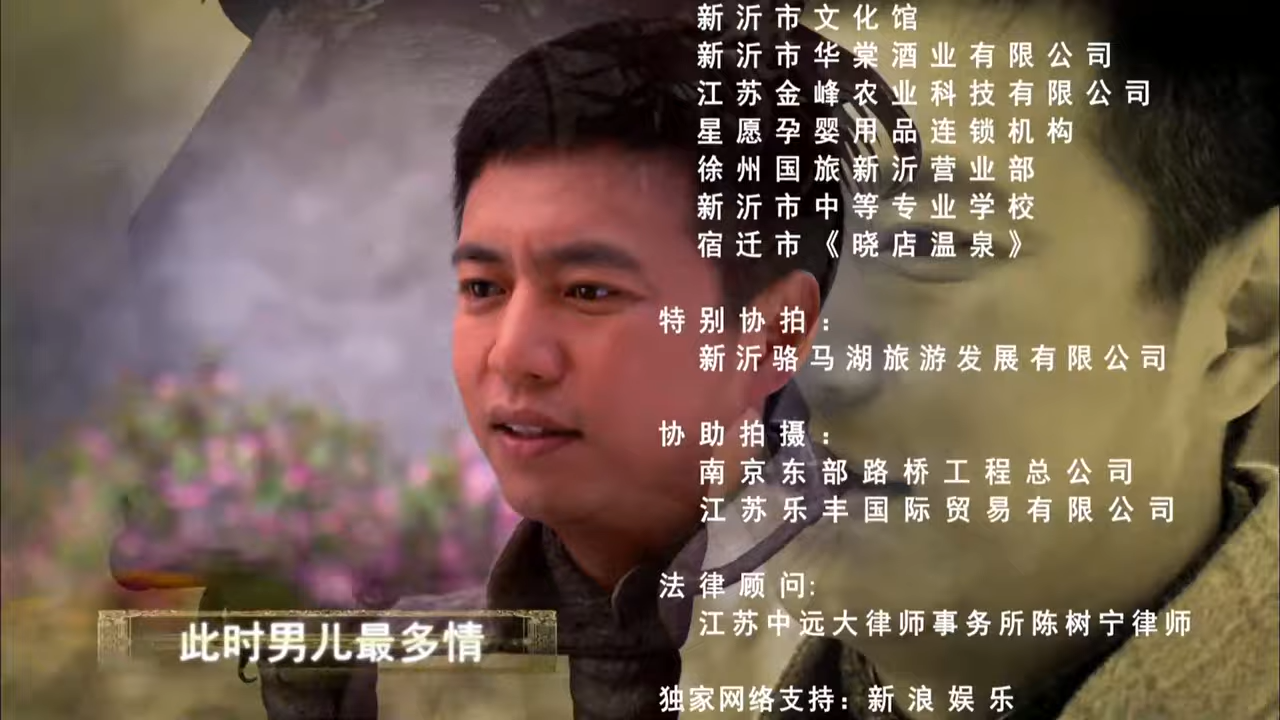 新沂市文化馆
新沂市华棠酒业有限公司
江苏金峰农业科技有限公司
星愿孕婴用品连锁机构
徐州国旅新沂营业部
新沂市中等专业学校
宿迁市《晓店温泉》
特别协拍：
新沂骆马湖旅游发展有限公司
协助拍摄：
南京东部路桥工程总公司
江苏乐丰国际贸易有限公司
法律顾问:
江苏中远大律师事务所陈树宁律师
独家网络支持：新浪娱乐
此时男儿最多情